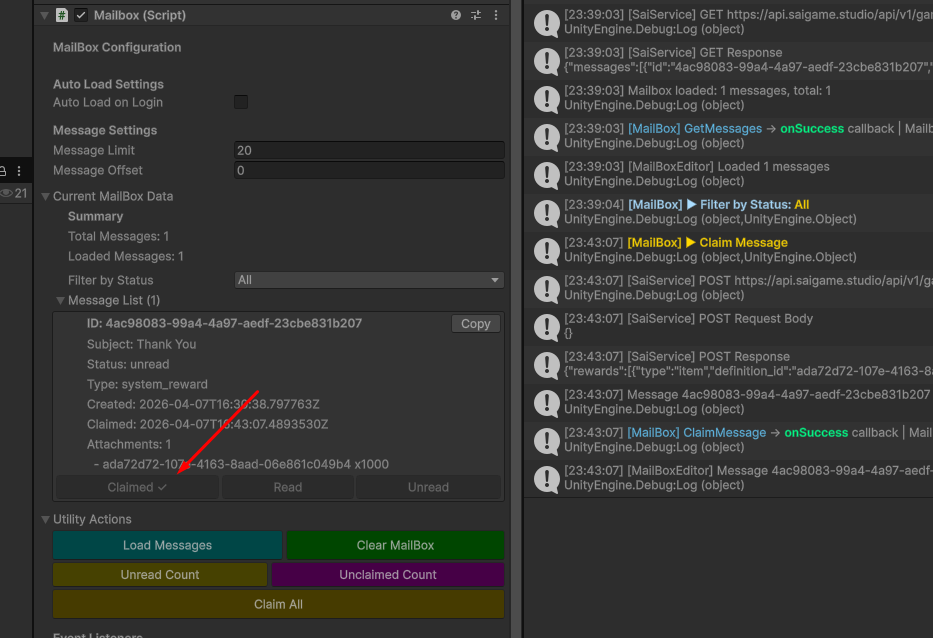 Mailbox (Script)
MailBox Configuration
Auto Load Settings
Auto Load on Login
Message Settings
Message Limit 20
Message Offset 0
21
Current MailBox Data
Summary
Total Messages: 1
Loaded Messages: 1
Filter by Status All
Message List (1)
ID: 4ac98083-99a4-4a97-aedf-23cbe831b207 Copy
Subject: Thank You
Status: unread
Type: system_reward
Created: 2026-04-07T16:39:38.797763Z
Claimed: 2026-04-07T16:43:07.4893530Z
Attachments: 1
- ada72d72-107e-4163-8aad-06e861c049b4 x1000
Claimed ✓ Read Unread
Utility Actions
Load Messages Clear MailBox
Unread Count Unclaimed Count
Claim All
Event Listeners
[23:39:03] [SaiService] GET https://api.saigame.studio/api/v1/gam
UnityEngine.Debug:Log (object)
[23:39:03] [SaiService] GET Response
{"messages":[{"id":"4ac98083-99a4-4a97-aedf-23cbe831b207",
[23:39:03] Mailbox loaded: 1 messages, total: 1
UnityEngine.Debug:Log (object)
[23:39:03] [MailBox] GetMessages → onSuccess callback | Mailb
UnityEngine.Debug:Log (object)
[23:39:03] [MailBoxEditor] Loaded 1 messages
UnityEngine.Debug:Log (object)
[23:39:04] [MailBox] ► Filter by Status: All
UnityEngine.Debug:Log (object,UnityEngine.Object)
[23:43:07] [MailBox] ► Claim Message
UnityEngine.Debug:Log (object,UnityEngine.Object)
[23:43:07] [SaiService] POST https://api.saigame.studio/api/v1/ga
UnityEngine.Debug:Log (object)
[23:43:07] [SaiService] POST Request Body
{}
[23:43:07] [SaiService] POST Response
{"rewards":[{"type":"item","definition_id":"ada72d72-107e-4163-8
[23:43:07] Message 4ac98083-99a4-4a97-aedf-23cbe831b207
UnityEngine.Debug:Log (object)
[23:43:07] [MailBox] ClaimMessage → onSuccess callback | Mail
UnityEngine.Debug:Log (object)
[23:43:07] [MailBoxEditor] Message 4ac98083-99a4-4a97-aedf-
UnityEngine.Debug:Log (object)